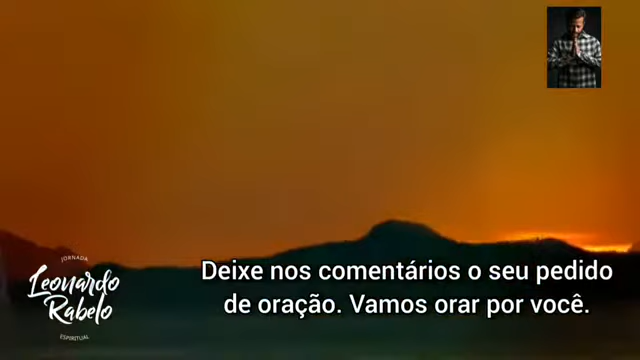 JORNADA
Leonardo
Rabelo
ESPIRITUAL
Deixe nos comentários o seu pedido
de oração. Vamos orar por você.